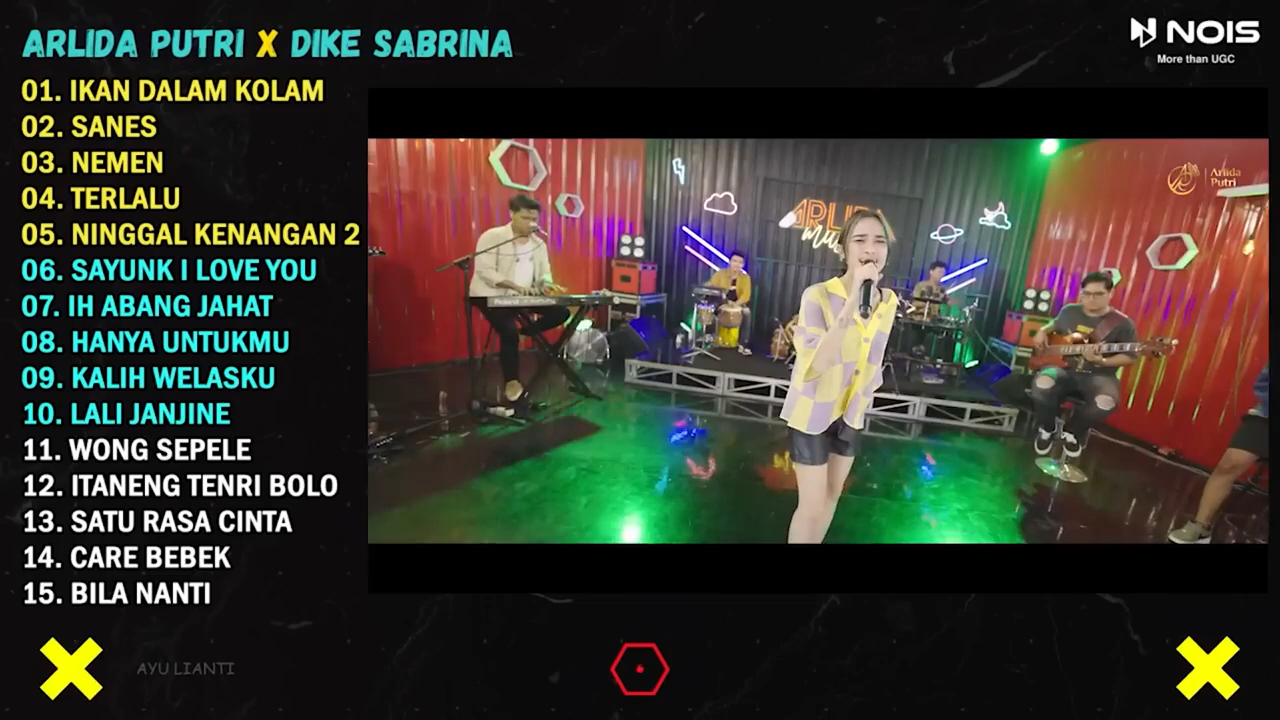 ARLIDA PUTRI X DIKE SABRINA
NOIS
More than UGC
01. IKAN DALAM KOLAM
02. SANES
03. NEMEN
04. TERLALU
05. NINGGAL KENANGAN 2
06. SAYUNK I LOVE YOU
07. IH ABANG JAHAT
08. HANYA UNTUKMU
09. KALIH WELASKU
10. LALI JANJINE
11. WONG SEPELE
12. ITANENG TENRI BOLO
13. SATU RASA CINTA
14. CARE BEBEK
15. BILA NANTI
Arlida
Putri
Roland
AYU LIANTI